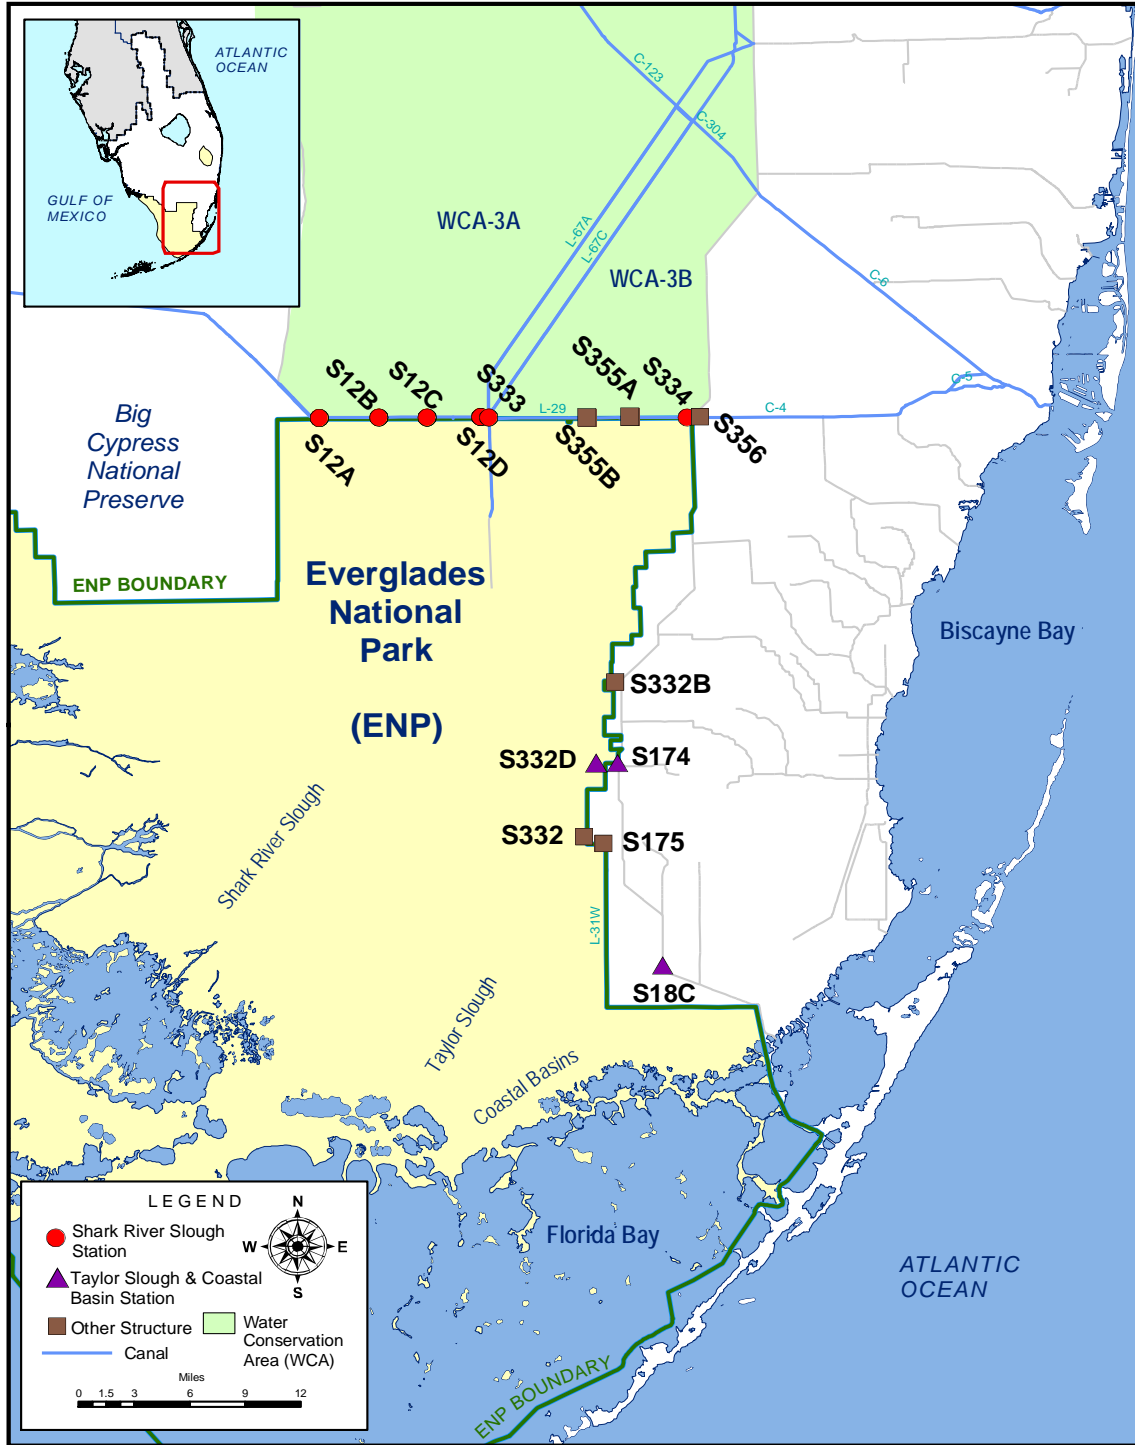 ATLANTIC
OCEAN
GULF OF
MEXICO
C-123
C-304
L-67A
L-67C
WCA-3A
WCA-3B
C-6
C-5
C-4
L-29
S12A
S12B
S12C
S12D
S333
S355A
S355B
S334
S356
Big
Cypress
National
Preserve
ENP BOUNDARY
Everglades
National
Park
(ENP)
Biscayne Bay
S332B
S332D
S174
S332
S175
Shark River Slough
L-31W
S18C
Taylor Slough
Coastal Basins
Florida Bay
ATLANTIC
OCEAN
ENP BOUNDARY
LEGEND
Shark River Slough
Station
Taylor Slough & Coastal
Basin Station
Other Structure
Water
Conservation
Area (WCA)
Canal
N
W
E
S
Miles
0 1.5 3 6 9 12